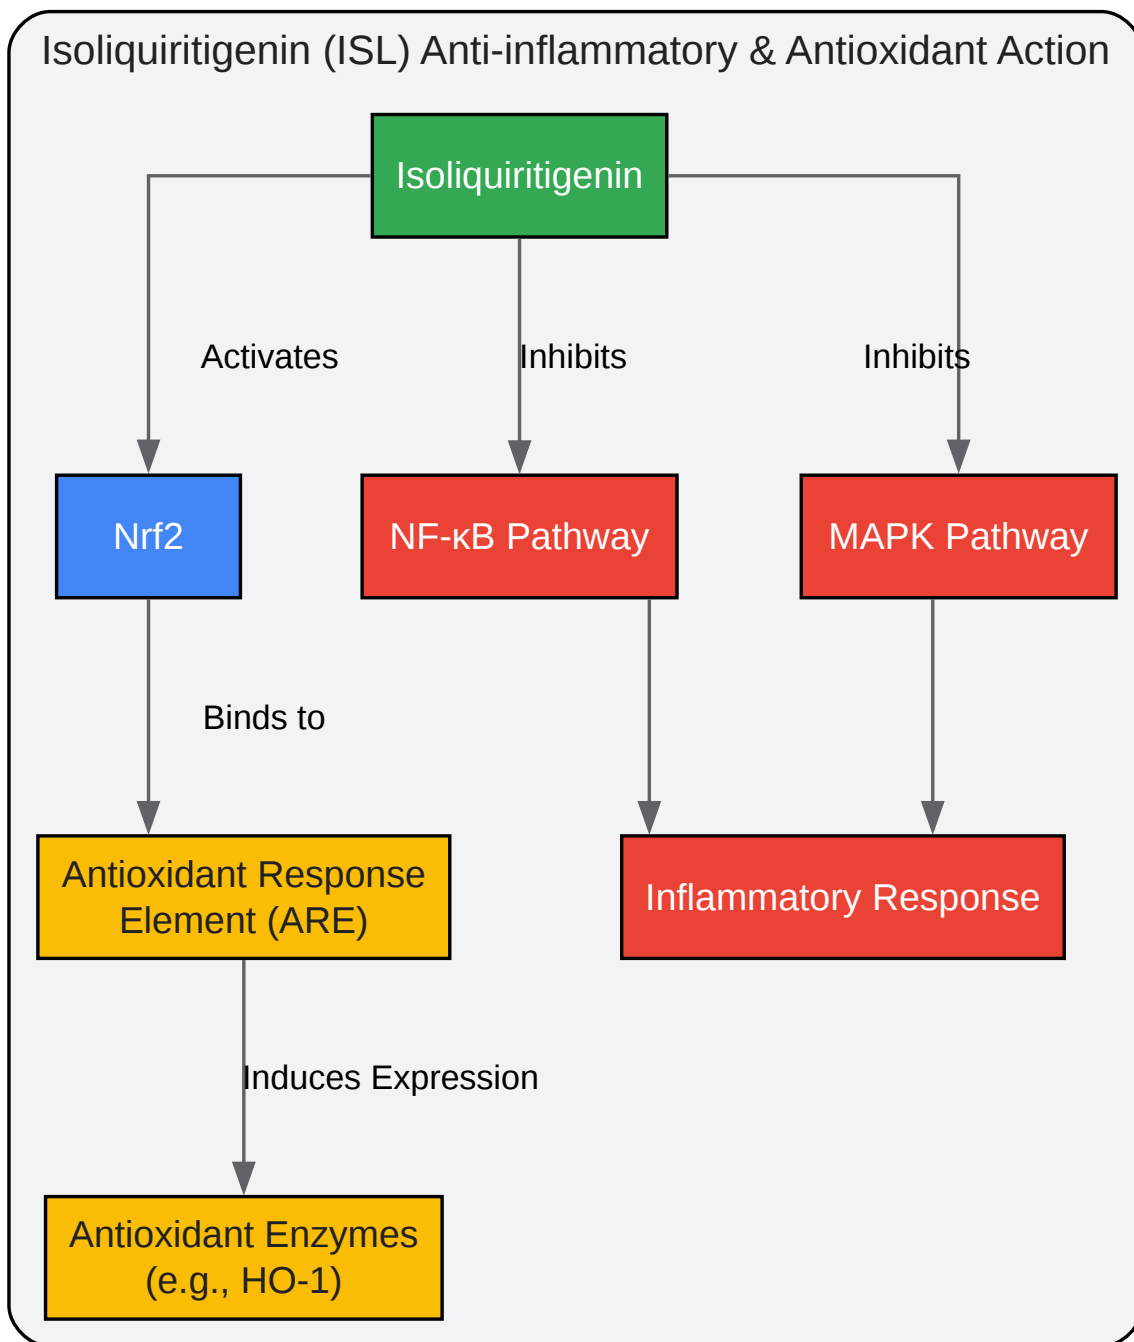 Isoliquiritigenin (ISL) Anti-inflammatory & Antioxidant Action
Isoliquiritigenin
Activates
Inhibits
Inhibits
Nrf2
NF-κB Pathway
MAPK Pathway
Binds to
Antioxidant Response
Element (ARE)
Inflammatory Response
Induces Expression
Antioxidant Enzymes
(e.g., HO-1)